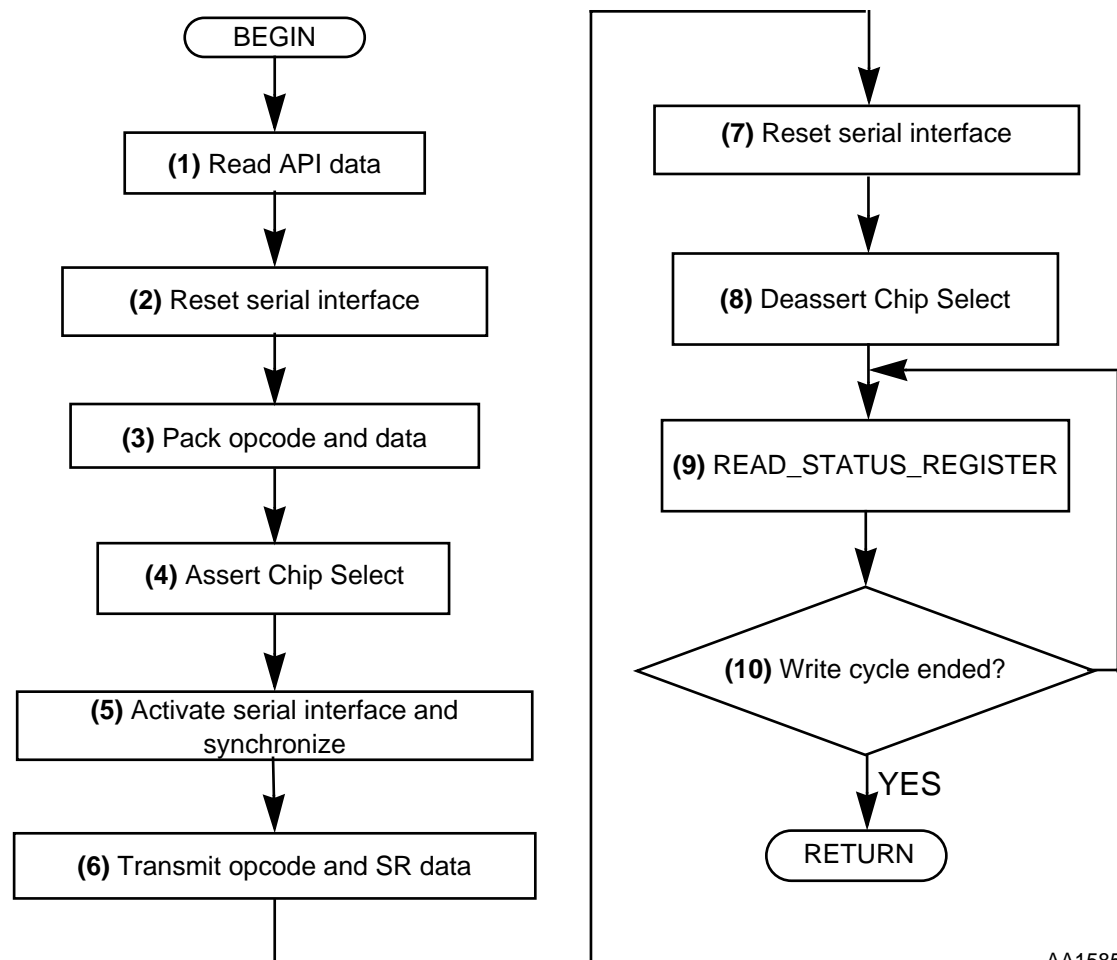 BEGIN
(1) Read API data
(2) Reset serial interface
(3) Pack opcode and data
(4) Assert Chip Select
(5) Activate serial interface and
synchronize
(6) Transmit opcode and SR data
(7) Reset serial interface
(8) Deassert Chip Select
(9) READ_STATUS_REGISTER
(10) Write cycle ended?
YES
RETURN